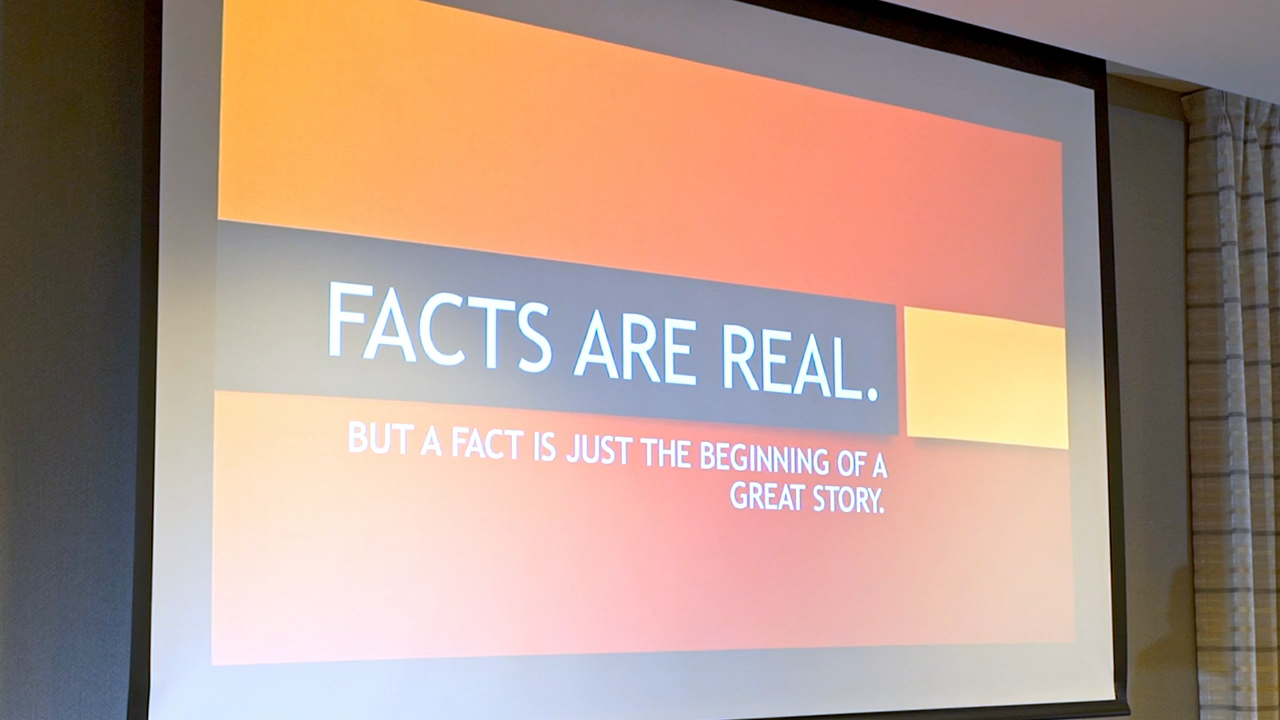 FACTS ARE REAL.
BUT A FACT IS JUST THE BEGINNING OF A
GREAT STORY.